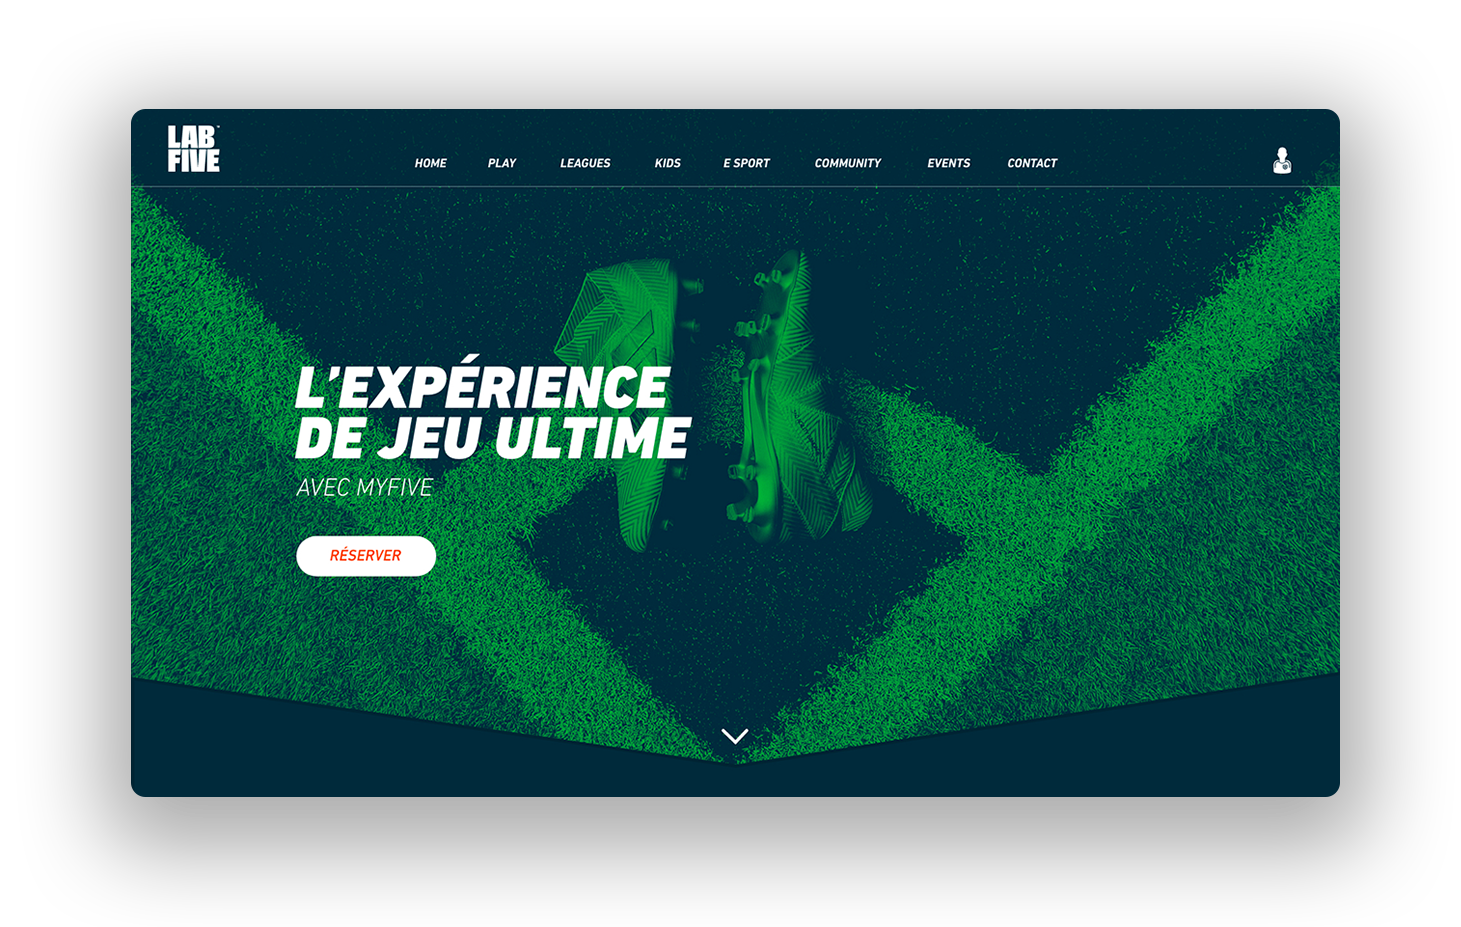 LAB
FIVE
HOME PLAY LEAGUES KIDS E SPORT COMMUNITY EVENTS CONTACT
L'EXPÉRIENCE
DE JEU ULTIME
AVEC MYFIVE
RÉSERVER